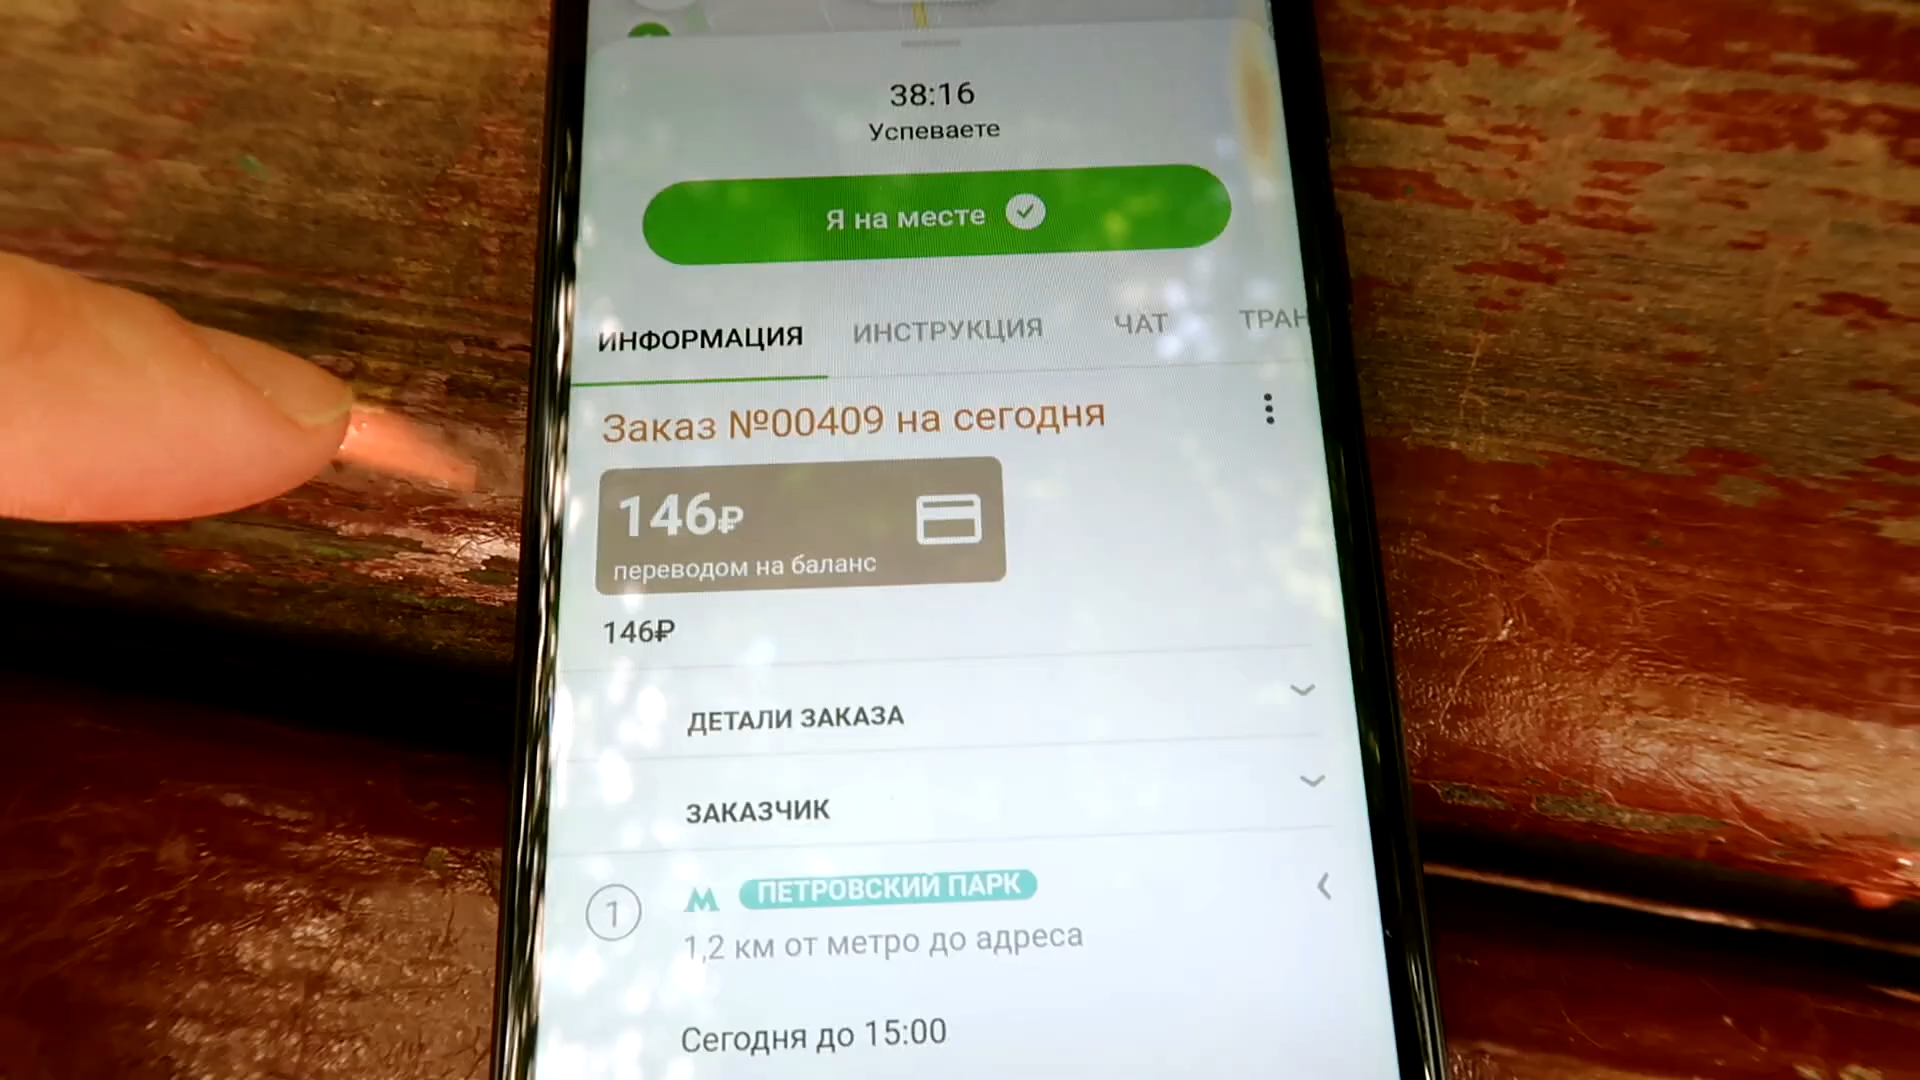 38:16
Успеваете
Я на месте
ИНФОРМАЦИЯ ИНСТРУКЦИЯ ЧАТ ТРАН
Заказ №00409 на сегодня
146₽
переводом на баланс
146₽
ДЕТАЛИ ЗАКАЗА
ЗАКАЗЧИК
1 М ПЕТРОВСКИЙ ПАРК
1,2 км от метро до адреса
Сегодня до 15:00